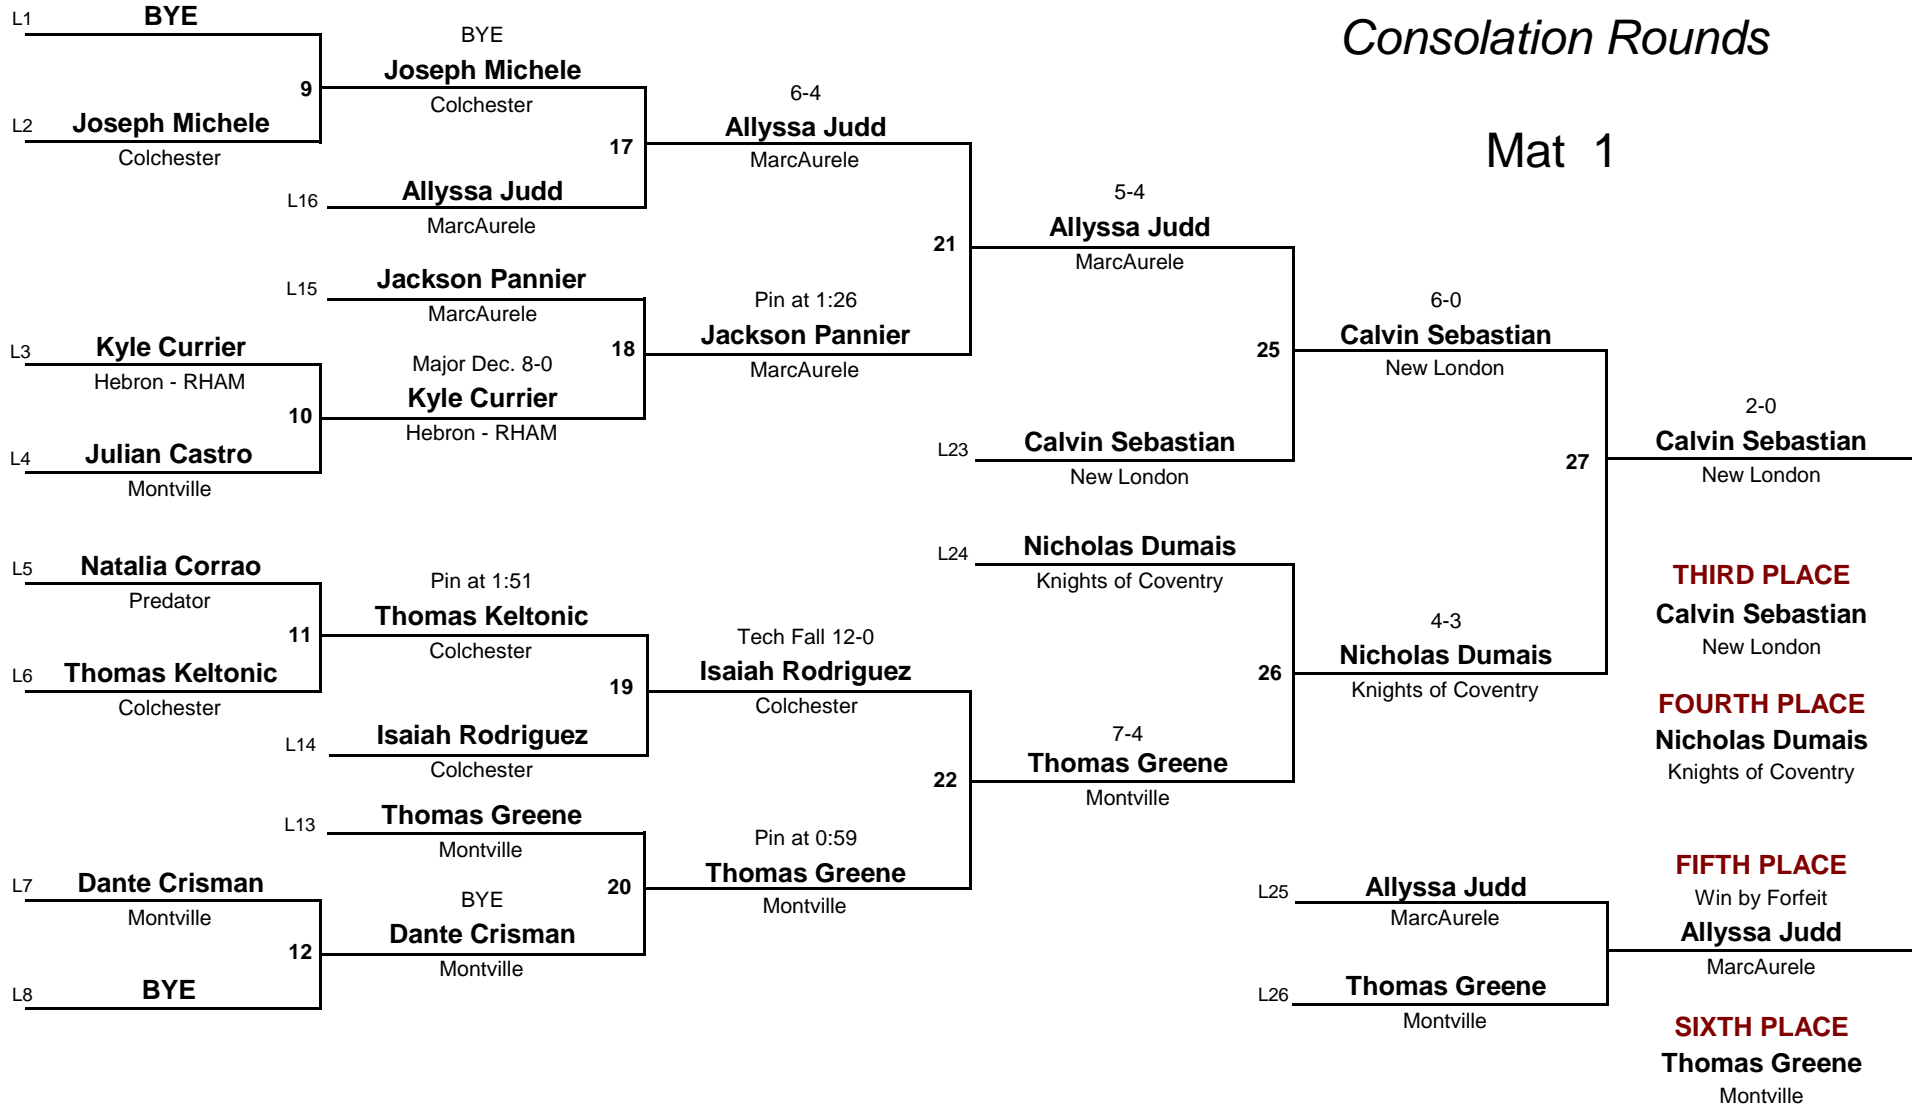 Consolation Rounds
Mat 1
L1 BYE
9
L2 Joseph Michele
Colchester
BYE
Joseph Michele
Colchester
17
L16 Allyssa Judd
MarcAurele
6-4
Allyssa Judd
MarcAurele
21
L15 Jackson Pannier
MarcAurele
18
L3 Kyle Currier
Hebron - RHAM
10
L4 Julian Castro
Montville
Major Dec. 8-0
Kyle Currier
Hebron - RHAM
Pin at 1:26
Jackson Pannier
MarcAurele
5-4
Allyssa Judd
MarcAurele
25
L23 Calvin Sebastian
New London
6-0
Calvin Sebastian
New London
27
2-0
Calvin Sebastian
New London
L5 Natalia Corrao
Predator
11
L6 Thomas Keltonic
Colchester
Pin at 1:51
Thomas Keltonic
Colchester
19
L14 Isaiah Rodriguez
Colchester
Tech Fall 12-0
Isaiah Rodriguez
Colchester
22
L13 Thomas Greene
Montville
20
L7 Dante Crisman
Montville
12
L8 BYE
BYE
Dante Crisman
Montville
Pin at 0:59
Thomas Greene
Montville
L24 Nicholas Dumais
Knights of Coventry
26
7-4
Thomas Greene
Montville
4-3
Nicholas Dumais
Knights of Coventry
THIRD PLACE
Calvin Sebastian
New London
FOURTH PLACE
Nicholas Dumais
Knights of Coventry
L25 Allyssa Judd
MarcAurele
L26 Thomas Greene
Montville
FIFTH PLACE
Win by Forfeit
Allyssa Judd
MarcAurele
SIXTH PLACE
Thomas Greene
Montville